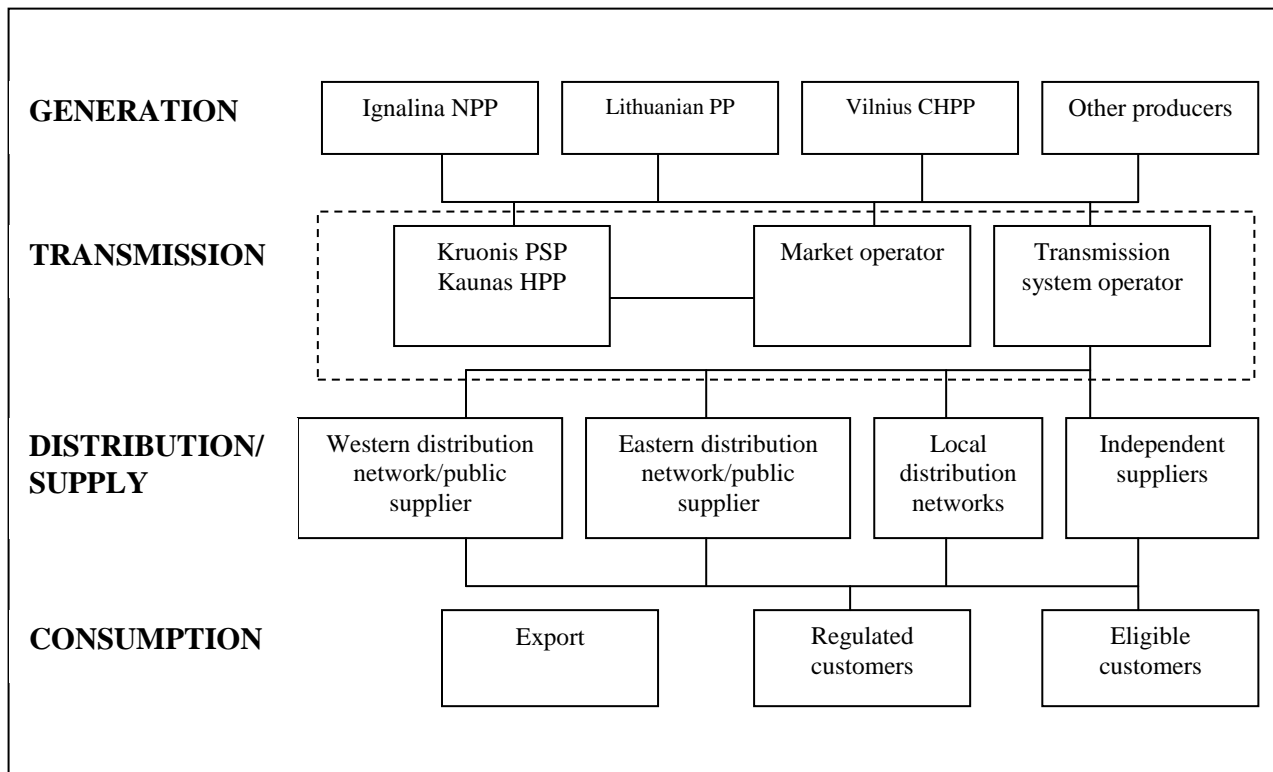 GENERATION
Ignalina NPP
Lithuanian PP
Vilnius CHPP
Other producers
TRANSMISSION
Kruonis PSP
Kaunas HPP
Market operator
Transmission
system operator
DISTRIBUTION/
SUPPLY
Western distribution
network/public
supplier
Eastern distribution
network/public
supplier
Local
distribution
networks
Independent
suppliers
CONSUMPTION
Export
Regulated
customers
Eligible
customers